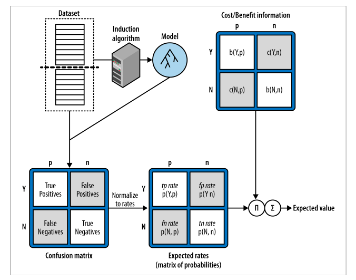 Dataset
Induction
algorithm
Model
Cost/Benefit information
p n
Y b(Y,p) c(Y,n)
N c(N,p) b(N,n)
p n
Y True Positives False Positives
N False Negatives True Negatives
Confusion matrix
Normalize
to rates
p n
Y tp rate p(Y,p) fp rate p(Y n)
N fn rate p(N, p) tn rate p(N, n)
Expected rates
(matrix of probabilities)
Π Σ
Expected value